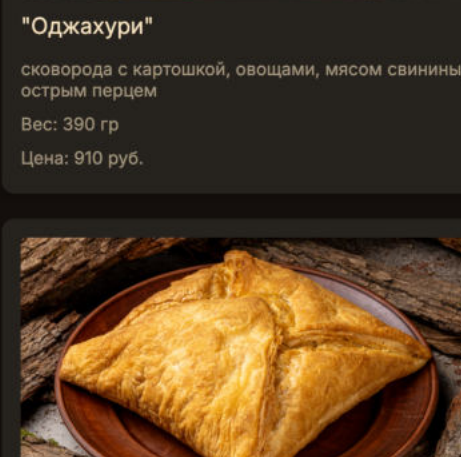 "Оджахури"
сковорода с картошкой, овощами, мясом свинины
острым перцем
Вес: 390 гр
Цена: 910 руб.